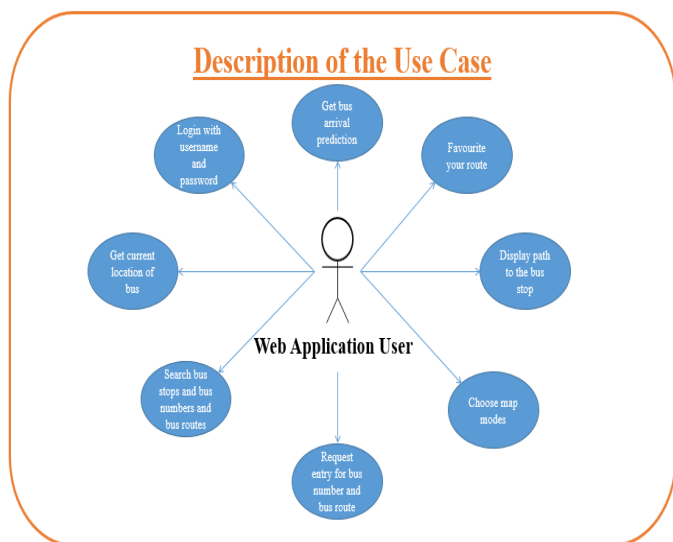 Description of the Use Case
Get bus
arrival
prediction
Login with
username
and
password
Favourite
your route
Get current
location of
bus
Display path
to the bus
stop
Web Application User
Search bus
stops and bus
numbers and
bus routes
Choose map
modes
Request
entry for bus
number and
bus route